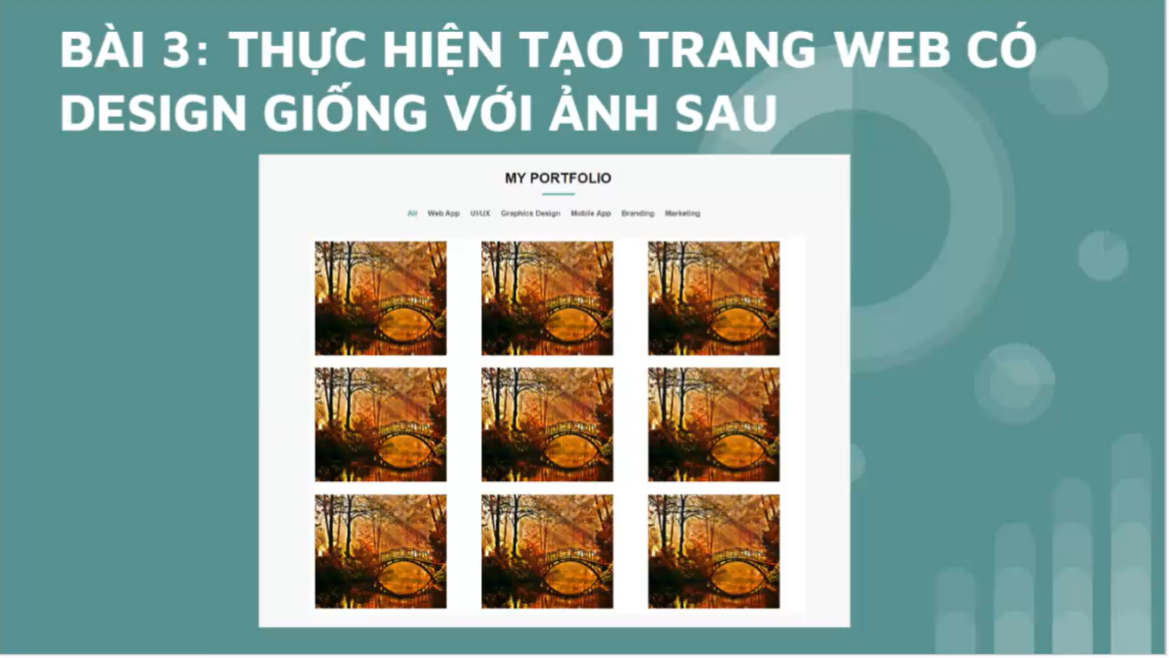 BÀI 3: THỰC HIỆN TẠO TRANG WEB CÓ
DESIGN GIỐNG VỚI ẢNH SAU
MY PORTFOLIO
All Web App UI/UX Graphics Design Mobile App Branding Marketing